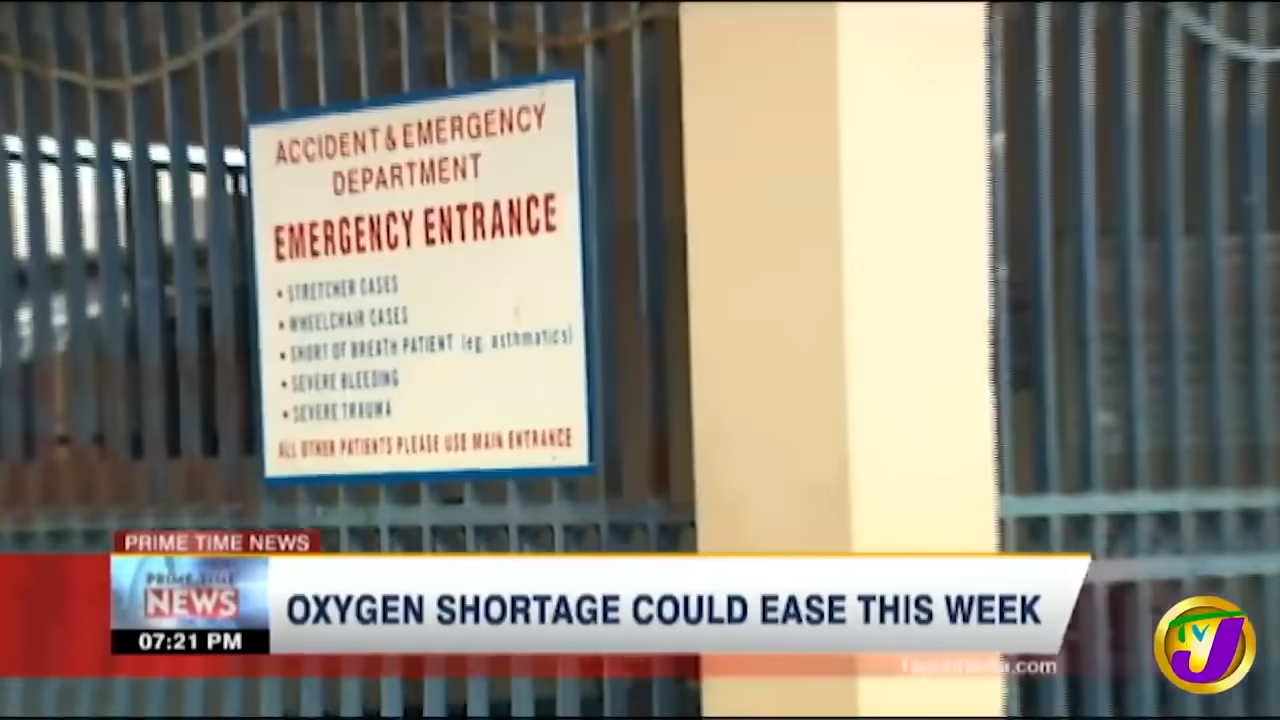 ACCIDENT & EMERGENCY
DEPARTMENT
EMERGENCY ENTRANCE
• STRETCHER CASES
• WHEELCHAIR CASES
• SHORT OF BREATH PATIENT (eg. asthmatics)
• SEVERE BLEEDING
• SEVERE TRAUMA
ALL OTHER PATIENTS PLEASE USE MAIN ENTRANCE
PRIME TIME NEWS
PRIME TIME
NEWS
07:21 PM
OXYGEN SHORTAGE COULD EASE THIS WEEK
TVJ